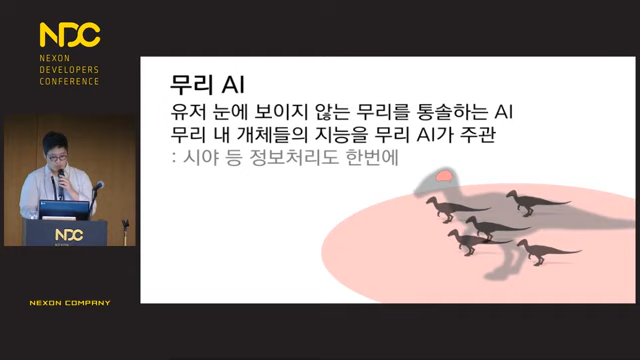 NDC
NEXON
DEVELOPERS
CONFERENCE
무리 AI
유저 눈에 보이지 않는 무리를 통솔하는 AI
무리 내 개체들의 지능을 무리 AI가 주관
: 시야 등 정보처리도 한번에
NDC
NEXON
NEXON COMPANY